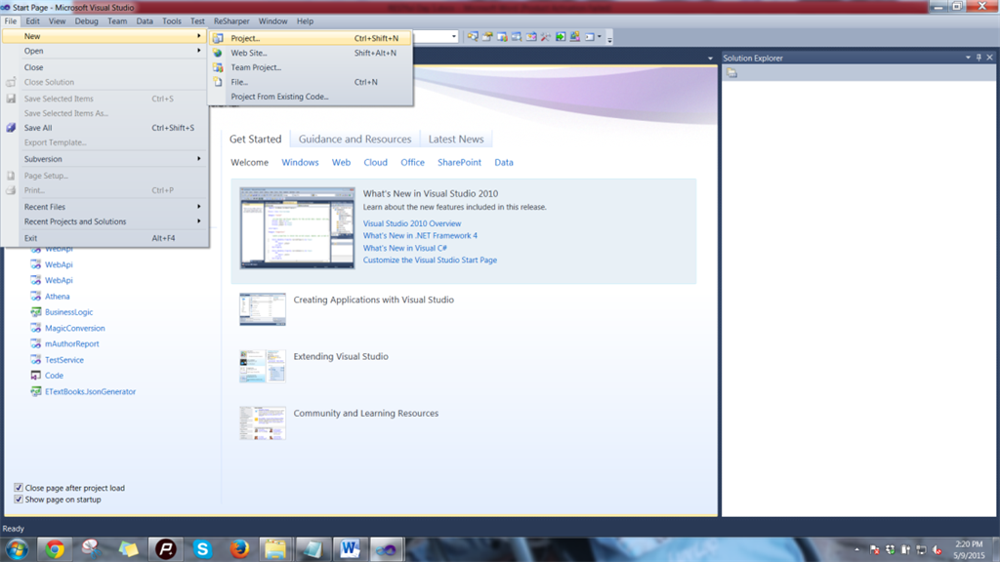 Start Page - Microsoft Visual Studio
File Edit View Debug Team Data Tools Test ReSharper Window Help
New
Open
Close
Close Solution
Save Selected Items Ctrl+S
Save Selected Items As...
Save All Ctrl+Shift+S
Export Template...
Subversion
Page Setup...
Print... Ctrl+P
Recent Files
Recent Projects and Solutions
Exit Alt+F4
Project... Ctrl+Shift+N
Web Site... Shift+Alt+N
Team Project...
File... Ctrl+N
Project From Existing Code...
WebApi
WebApi
WebApi
Athena
BusinessLogic
MagicConversion
mAuthorReport
TestService
Code
ETextBooks.JsonGenerator
Close page after project load
Show page on startup
Get Started Guidance and Resources Latest News
Welcome Windows Web Cloud Office SharePoint Data
What's New in Visual Studio 2010
Learn about the new features included in this release.
Visual Studio 2010 Overview
What's New in .NET Framework 4
What's New in Visual C#
Customize the Visual Studio Start Page
Creating Applications with Visual Studio
Extending Visual Studio
Community and Learning Resources
Solution Explorer
Ready
2:20 PM
5/9/2015